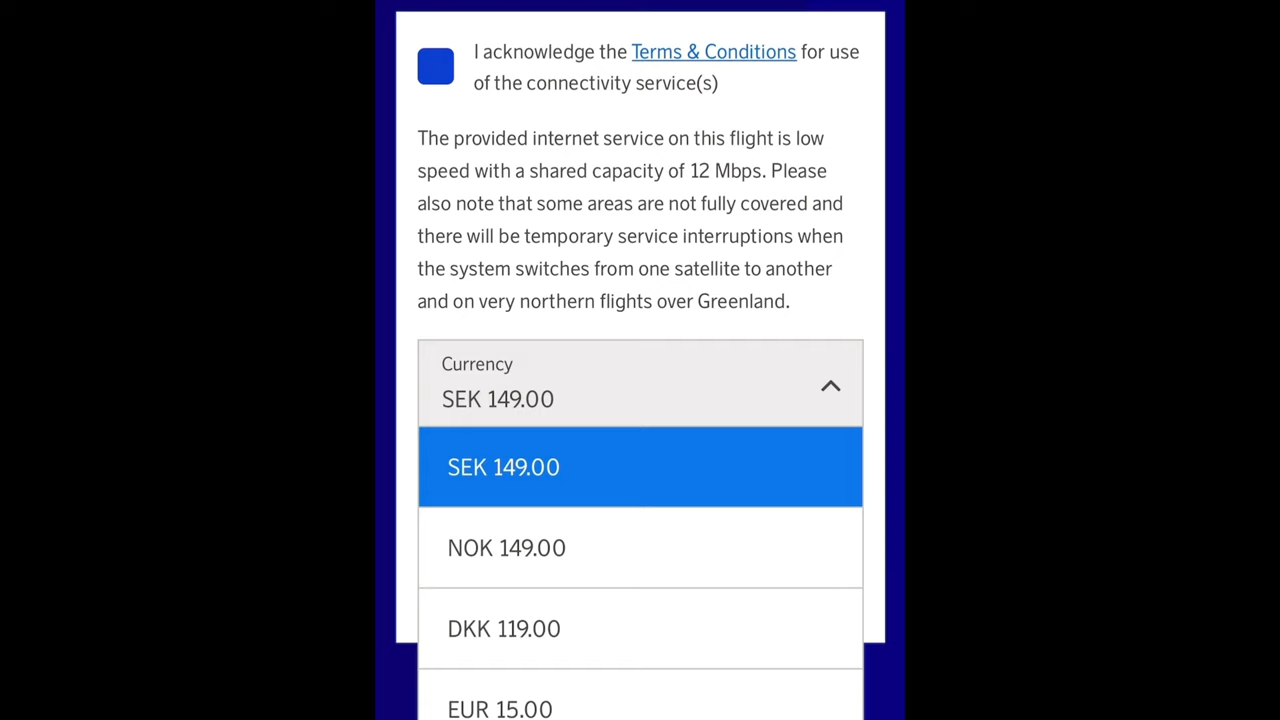 I acknowledge the Terms & Conditions for use
of the connectivity service(s)
The provided internet service on this flight is low
speed with a shared capacity of 12 Mbps. Please
also note that some areas are not fully covered and
there will be temporary service interruptions when
the system switches from one satellite to another
and on very northern flights over Greenland.
Currency
SEK 149.00
SEK 149.00
NOK 149.00
DKK 119.00
EUR 15.00